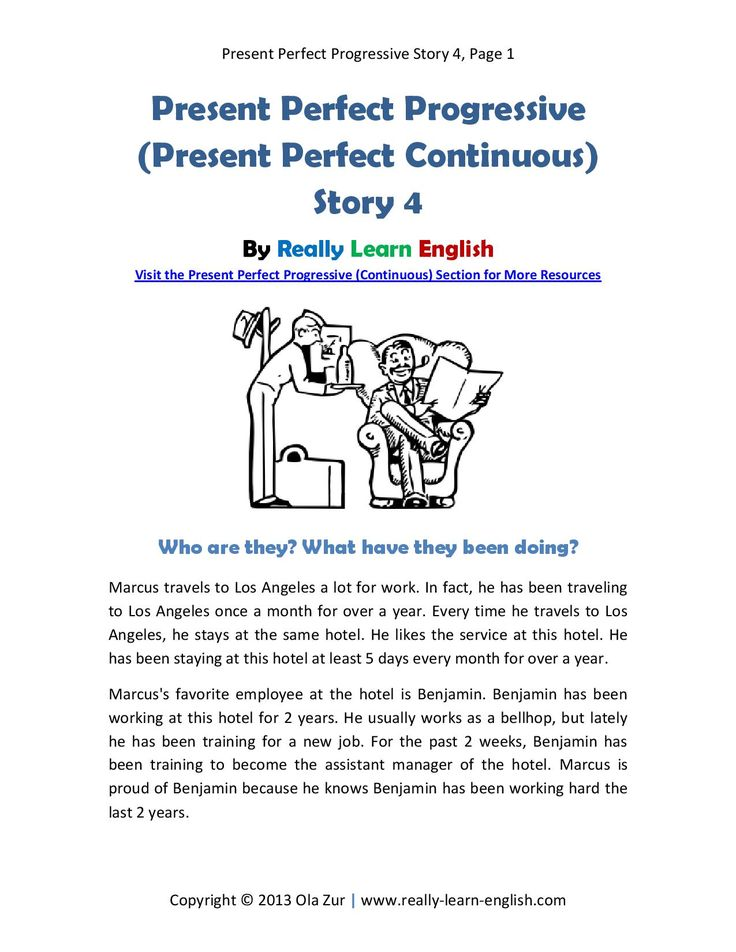 Present Perfect Progressive Story 4, Page 1
Present Perfect Progressive
(Present Perfect Continuous)
Story 4
By Really Learn English
Visit the Present Perfect Progressive (Continuous) Section for More Resources
Who are they? What have they been doing?
Marcus travels to Los Angeles a lot for work. In fact, he has been traveling
to Los Angeles once a month for over a year. Every time he travels to Los
Angeles, he stays at the same hotel. He likes the service at this hotel. He
has been staying at this hotel at least 5 days every month for over a year.
Marcus's favorite employee at the hotel is Benjamin. Benjamin has been
working at this hotel for 2 years. He usually works as a bellhop, but lately
he has been training for a new job. For the past 2 weeks, Benjamin has
been training to become the assistant manager of the hotel. Marcus is
proud of Benjamin because he knows Benjamin has been working hard the
last 2 years.
Copyright © 2013 Ola Zur | www.really-learn-english.com